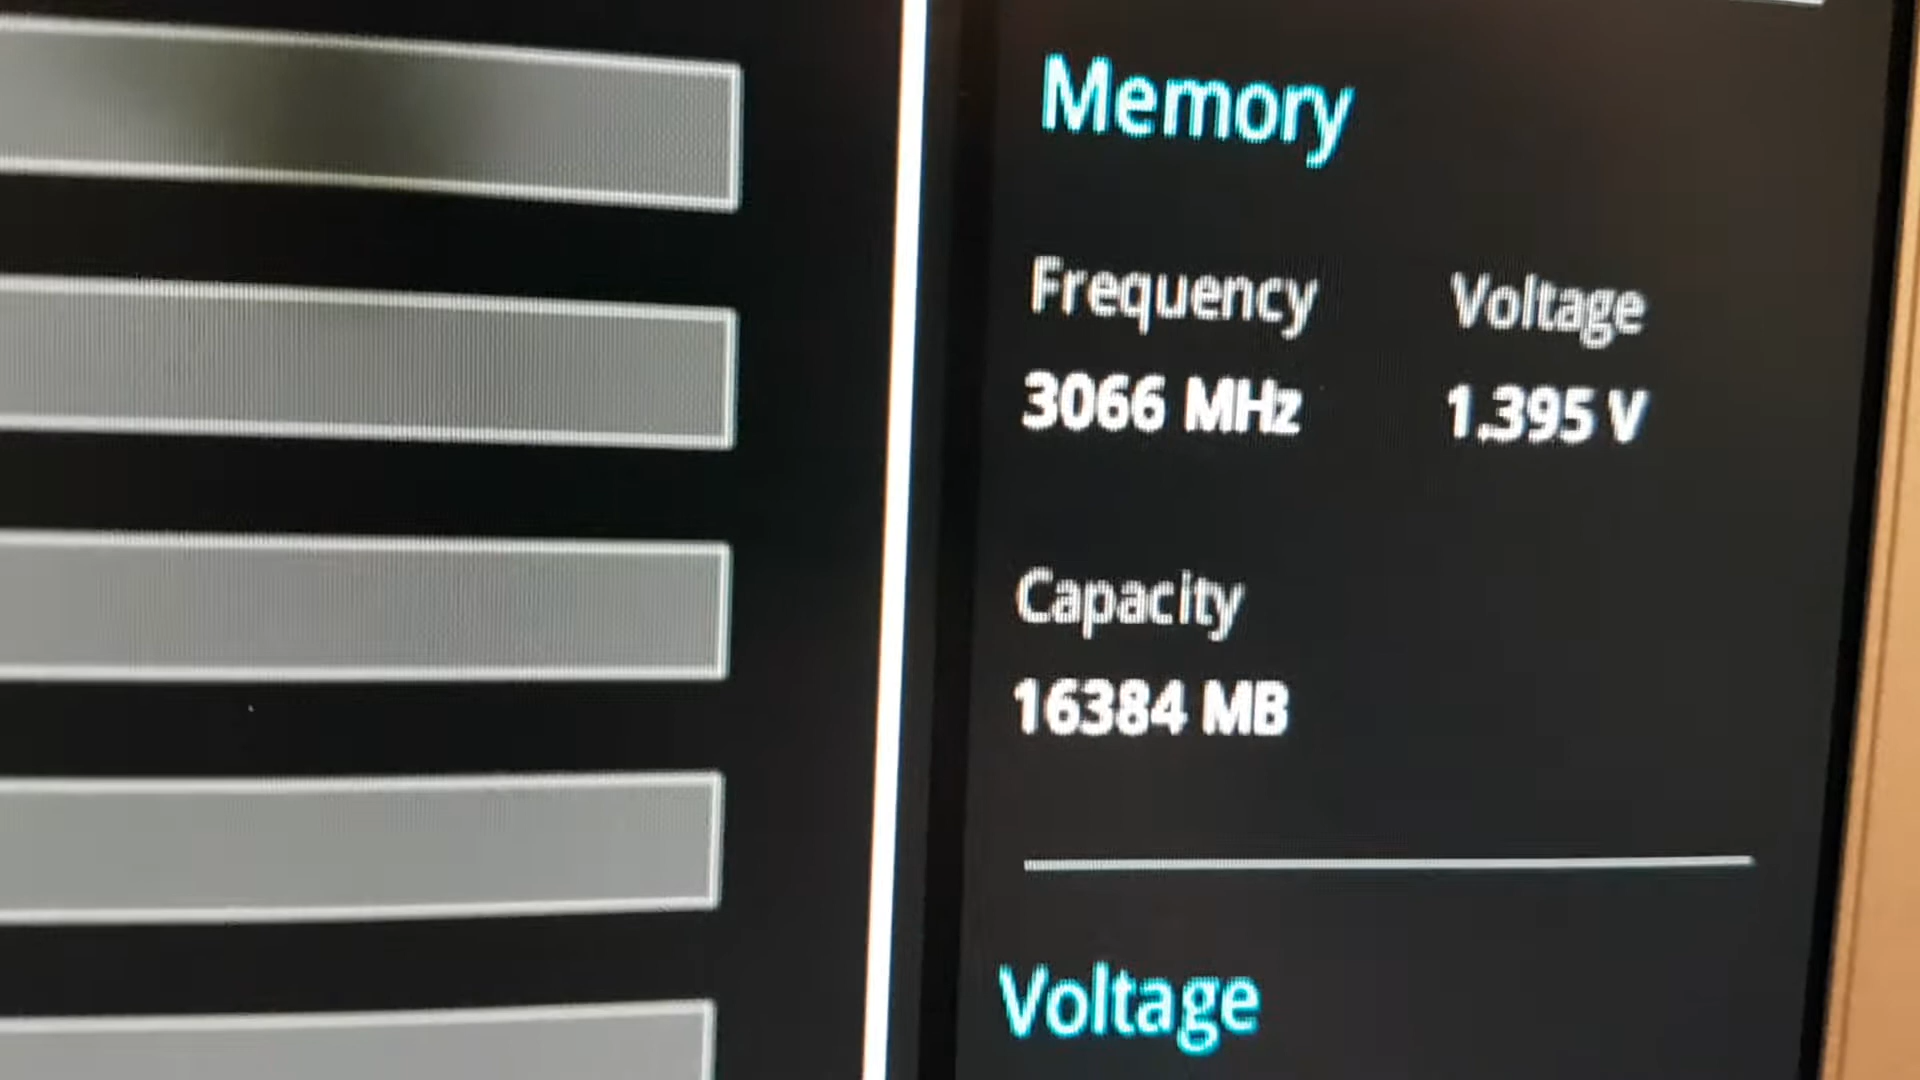 Memory
Frequency Voltage
3066 MHz 1.395 V
Capacity
16384 MB
Voltage